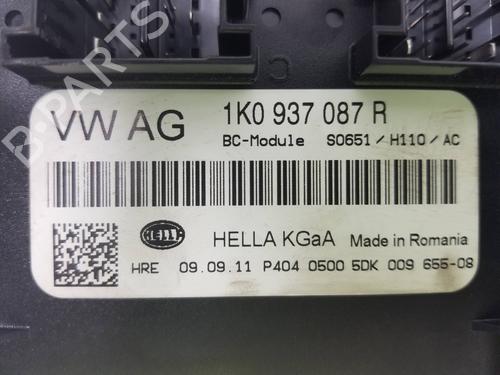 VW AG 1K0 937 087 R
BC-Module S0651/H110/AC
HELLA
HELLA KGaA Made in Romania
HRE 09.09.11 P404 0500 5DK 009 655-08
B-PARTS